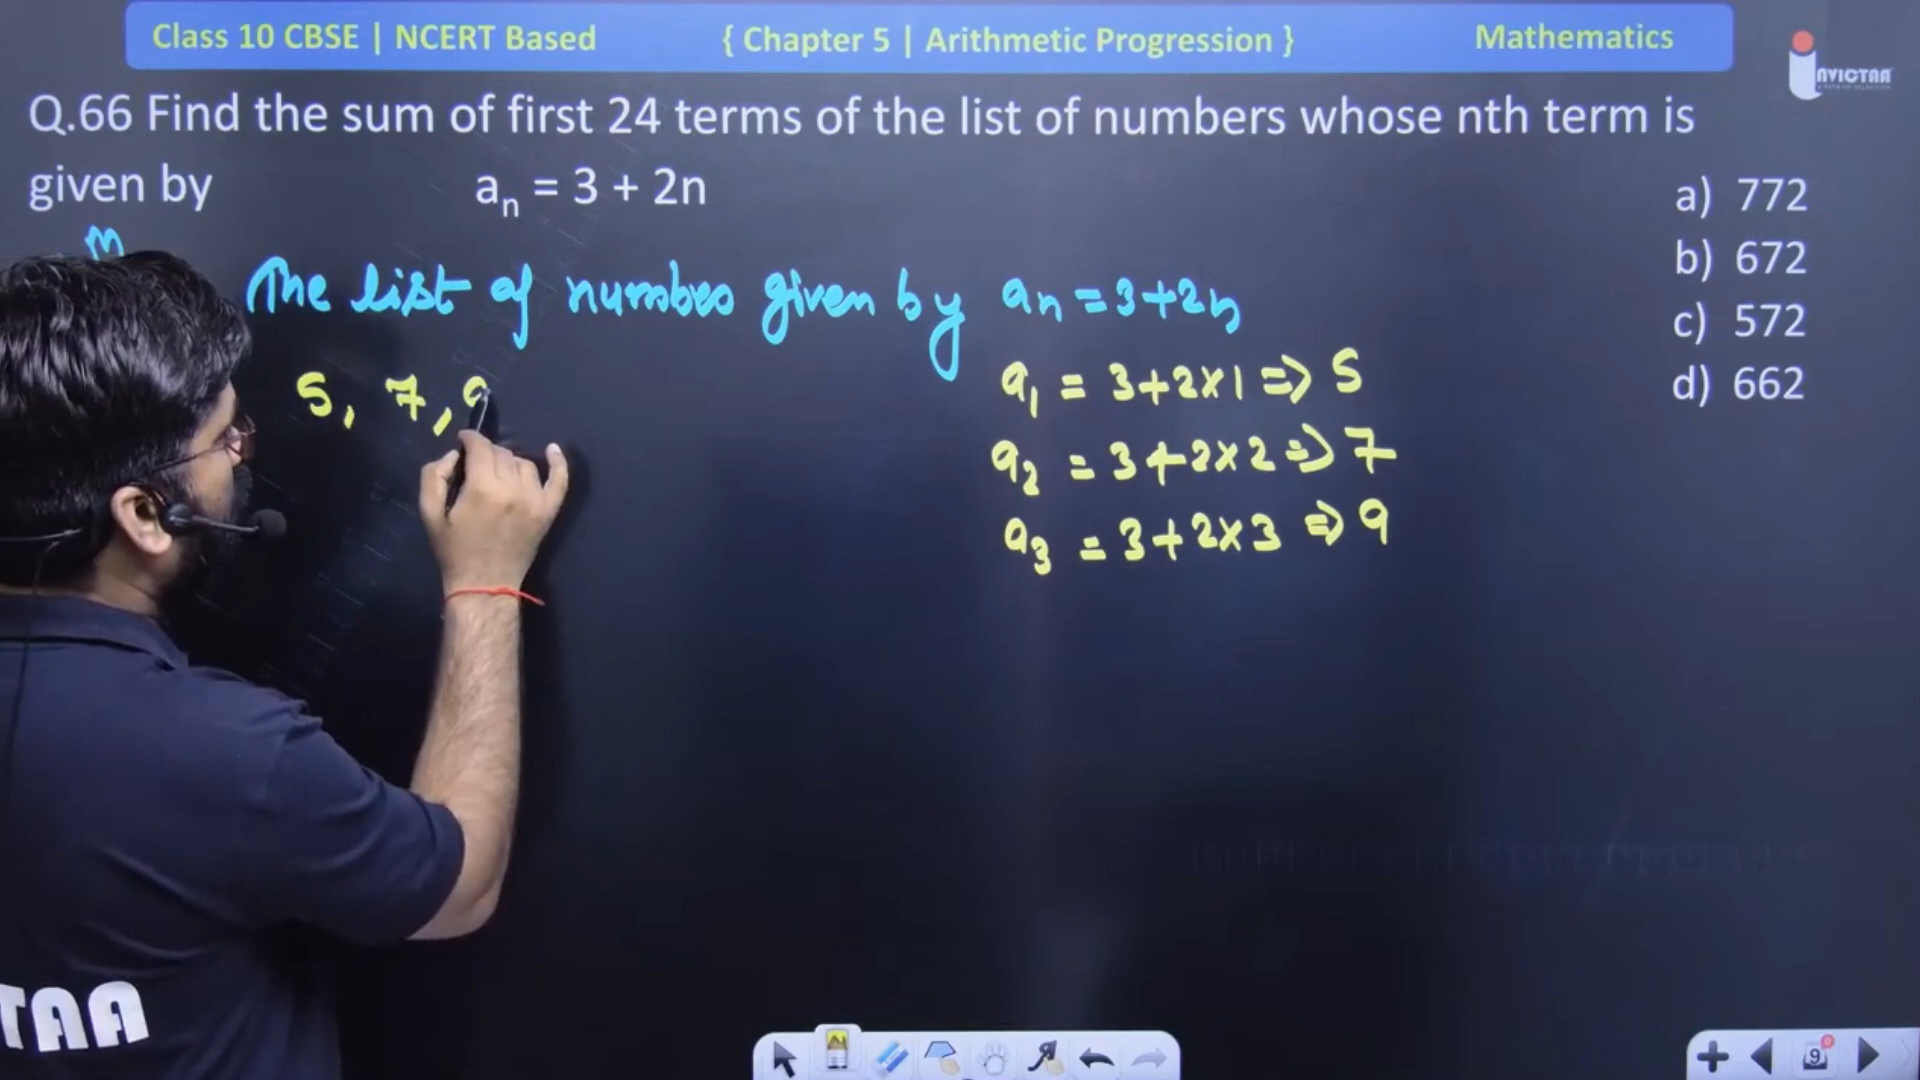 Class 10 CBSE | NCERT Based { Chapter 5 | Arithmetic Progression } Mathematics
INVICTAA
Q.66 Find the sum of first 24 terms of the list of numbers whose nth term is
given by an = 3 + 2n
a) 772
b) 672
c) 572
d) 662
The list of numbers given by an = 3+2n
5, 7, 9
a1 = 3+2×1 => 5
a2 = 3+2×2 => 7
a3 = 3+2×3 => 9
TAA
9